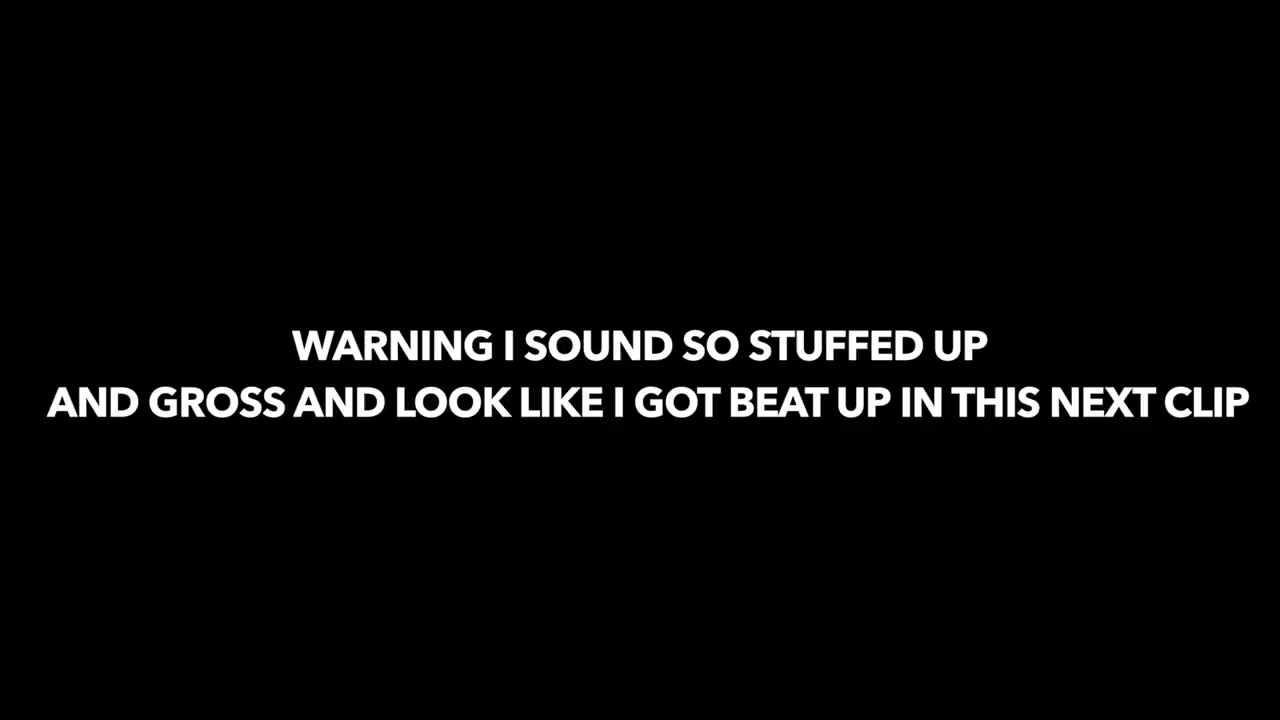 WARNING I SOUND SO STUFFED UP
AND GROSS AND LOOK LIKE I GOT BEAT UP IN THIS NEXT CLIP